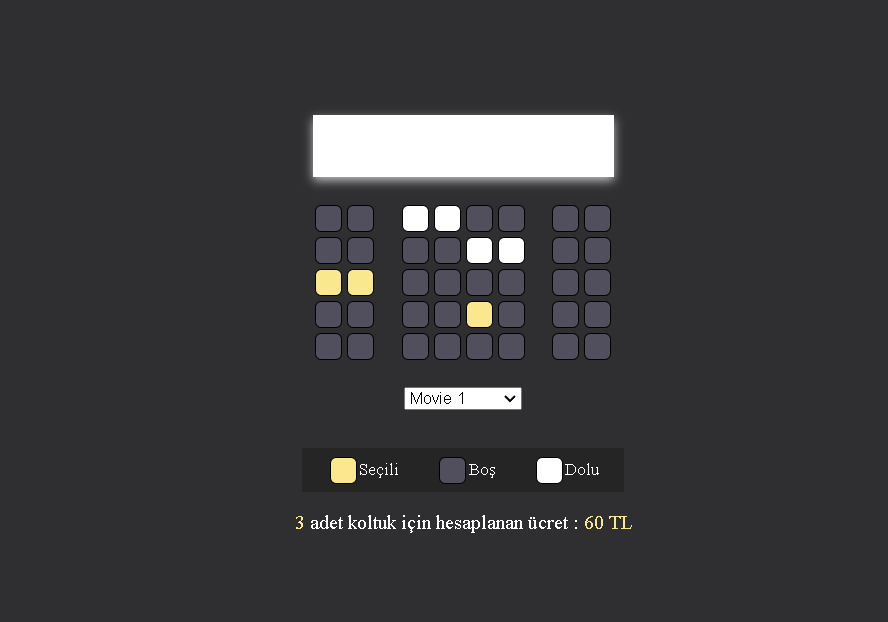 Movie 1
Seçili Boş Dolu
3 adet koltuk için hesaplanan ücret : 60 TL